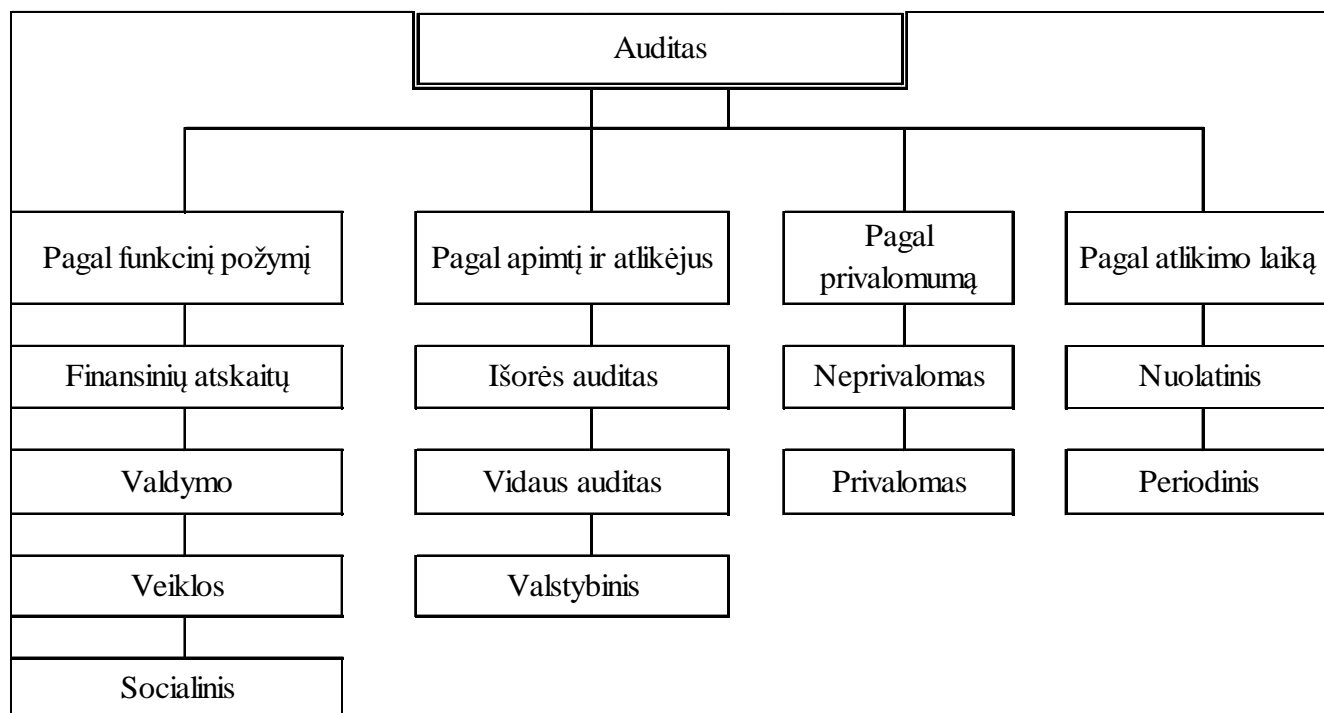 Auditas
Pagal funkcinį požymį
Pagal apimtį ir atlikėjus
Pagal
privalomumą
Pagal atlikimo laiką
Finansinių atskaitų
Išorės auditas
Neprivalomas
Nuolatinis
Valdymo
Vidaus auditas
Privalomas
Periodinis
Veiklos
Valstybinis
Socialinis